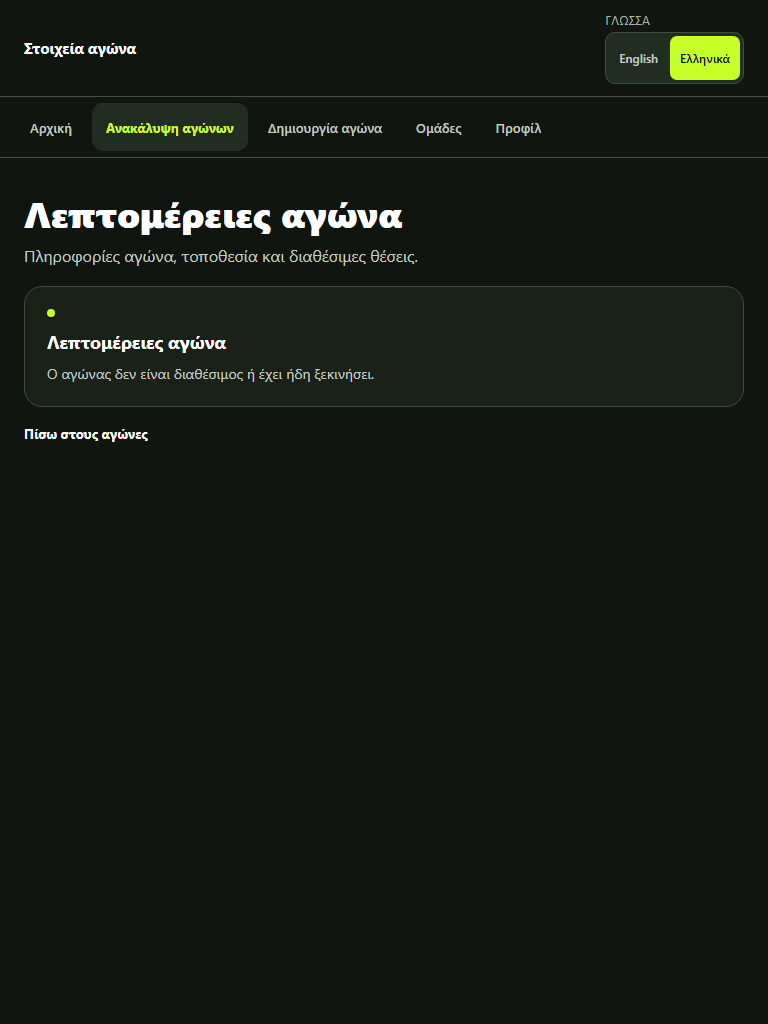 ΓΛΩΣΣΑ
Στοιχεία αγώνα
English Ελληνικά
Αρχική Ανακάλυψη αγώνων Δημιουργία αγώνα Ομάδες Προφίλ
Λεπτομέρειες αγώνα
Πληροφορίες αγώνα, τοποθεσία και διαθέσιμες θέσεις.
Λεπτομέρειες αγώνα
Ο αγώνας δεν είναι διαθέσιμος ή έχει ήδη ξεκινήσει.
Πίσω στους αγώνες